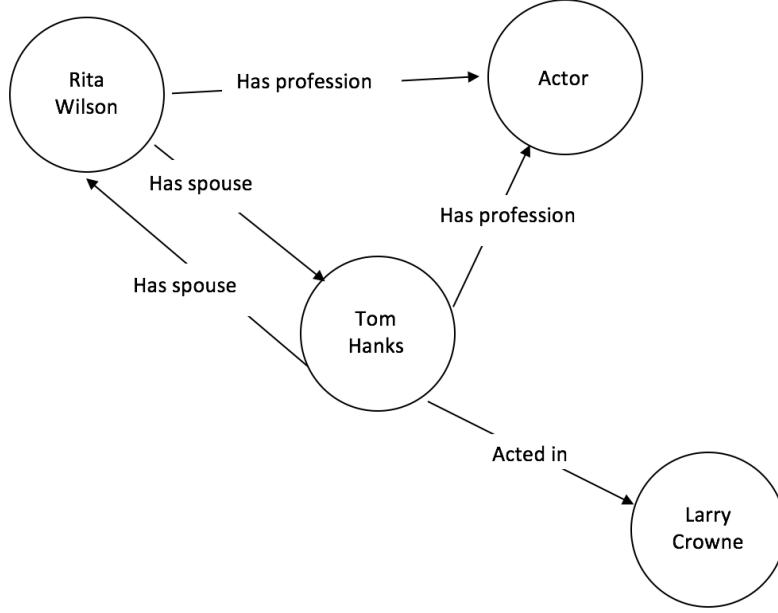 Rita
Wilson
Has profession
Actor
Has spouse
Has profession
Has spouse
Tom
Hanks
Acted in
Larry
Crowne